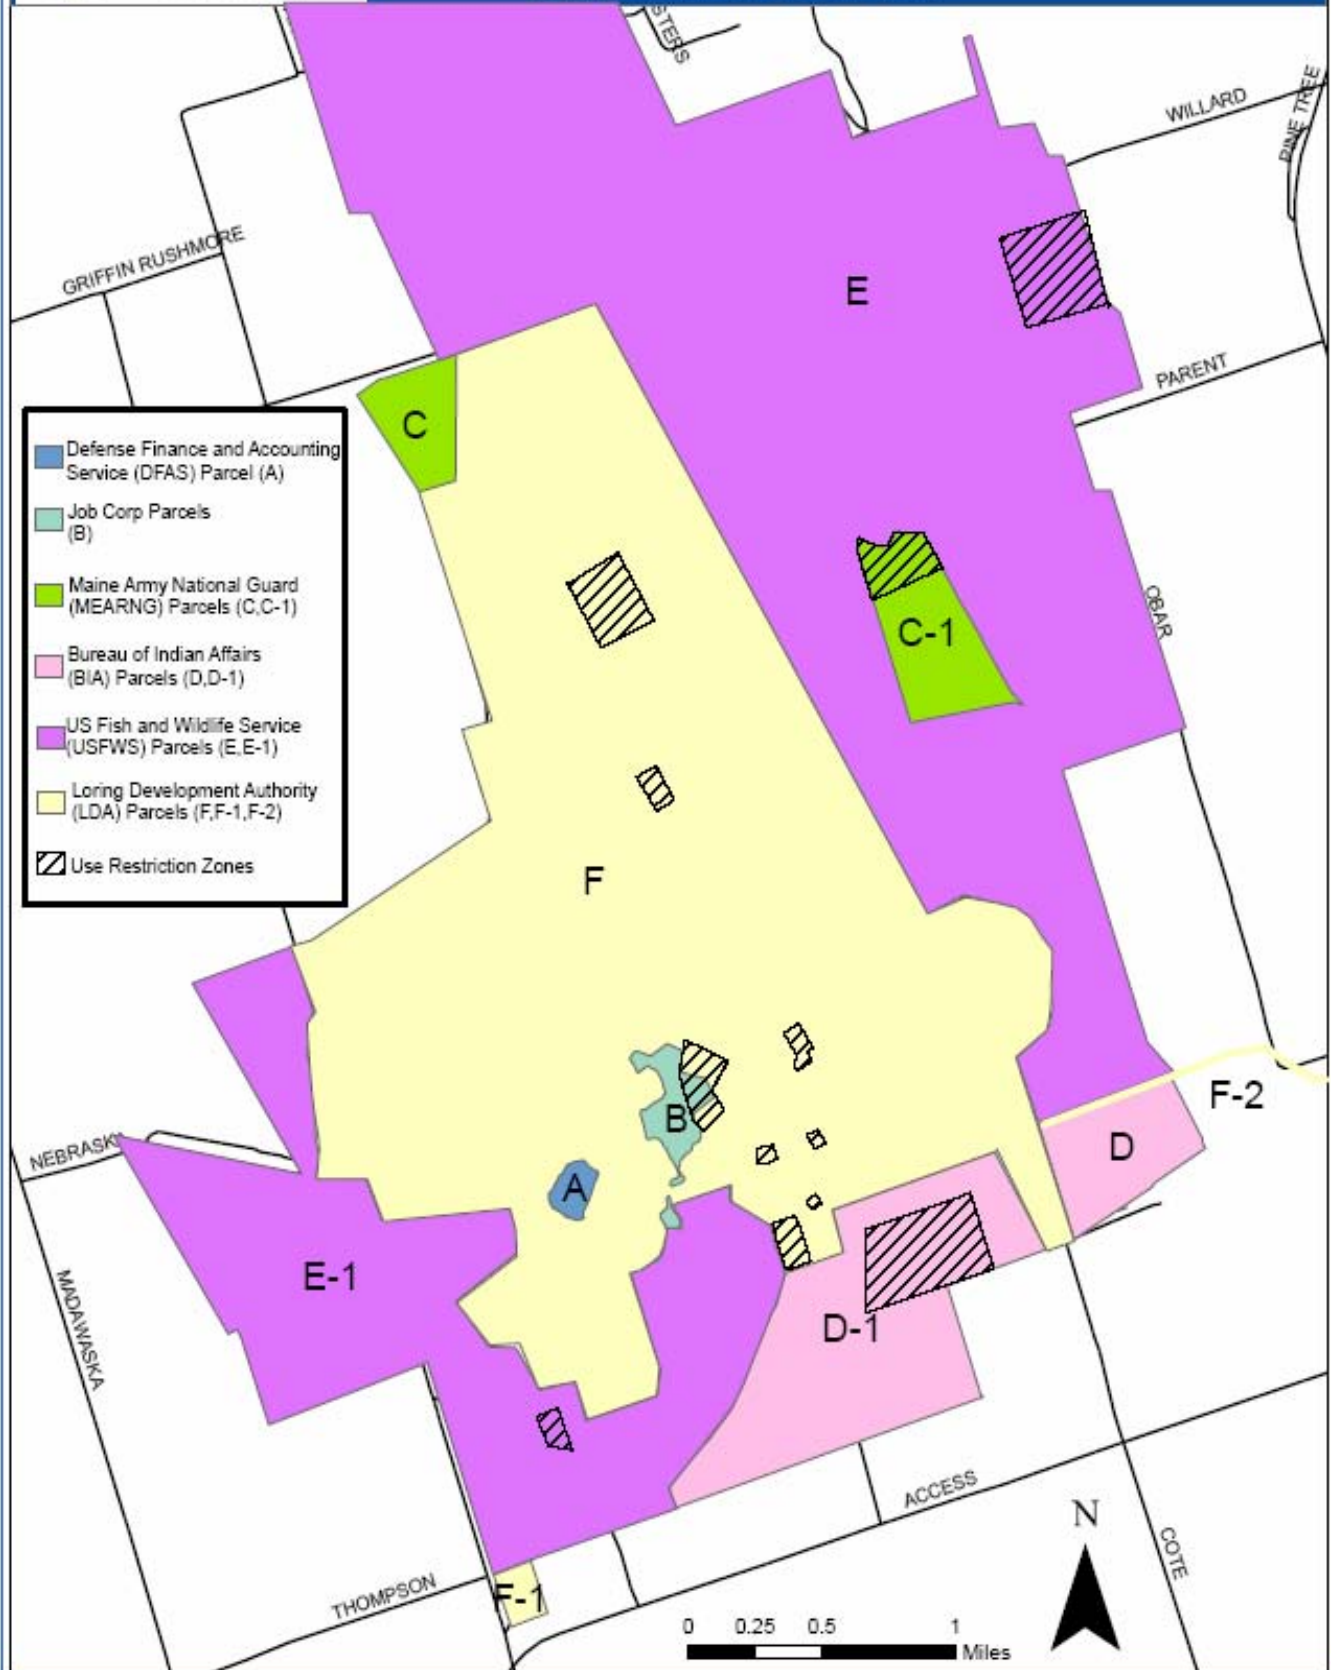 STERS
WILLARD
PINE TREE
GRIFFIN RUSHMORE
E
PARENT
C
Defense Finance and Accounting
Service (DFAS) Parcel (A)
Job Corp Parcels
(B)
Maine Army National Guard
(MEARNG) Parcels (C,C-1)
Bureau of Indian Affairs
(BIA) Parcels (D,D-1)
US Fish and Wildlife Service
(USFWS) Parcels (E,E-1)
Loring Development Authority
(LDA) Parcels (F,F-1,F-2)
Use Restriction Zones
C-1
OBAR
F
F-2
B
D
NEBRASKA
A
E-1
D-1
MADAWASKA
ACCESS
N
COTE
THOMPSON
F-1
0 0.25 0.5 1
Miles